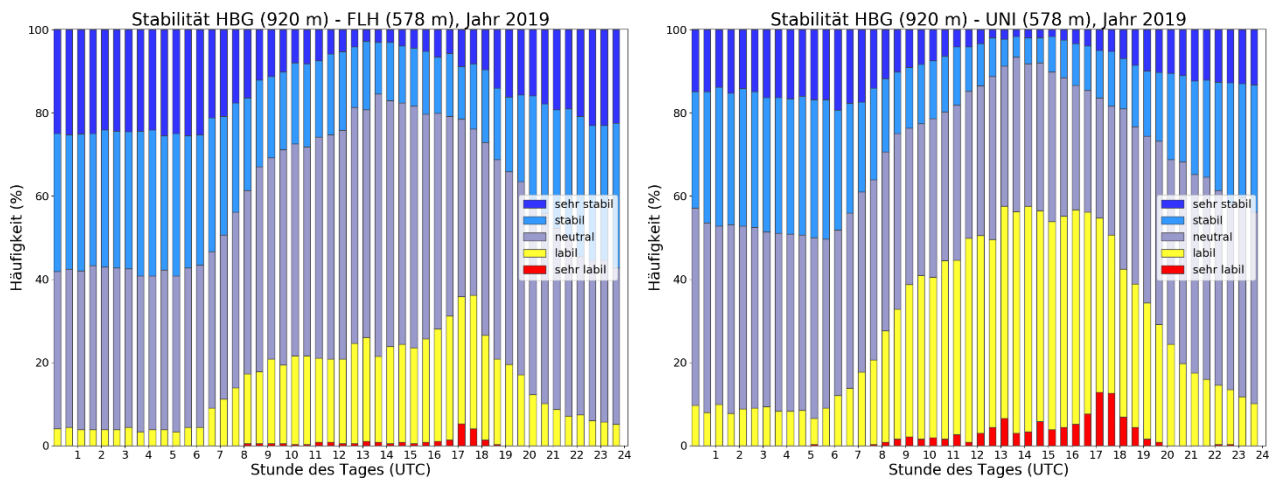 Stabilität HBG (920 m) - FLH (578 m), Jahr 2019
Häufigkeit (%)
100
80
60
40
20
0
sehr stabil
stabil
neutral
labil
sehr labil
1 2 3 4 5 6 7 8 9 10 11 12 13 14 15 16 17 18 19 20 21 22 23 24
Stunde des Tages (UTC)
Stabilität HBG (920 m) - UNI (578 m), Jahr 2019
Häufigkeit (%)
100
80
60
40
20
0
sehr stabil
stabil
neutral
labil
sehr labil
1 2 3 4 5 6 7 8 9 10 11 12 13 14 15 16 17 18 19 20 21 22 23 24
Stunde des Tages (UTC)